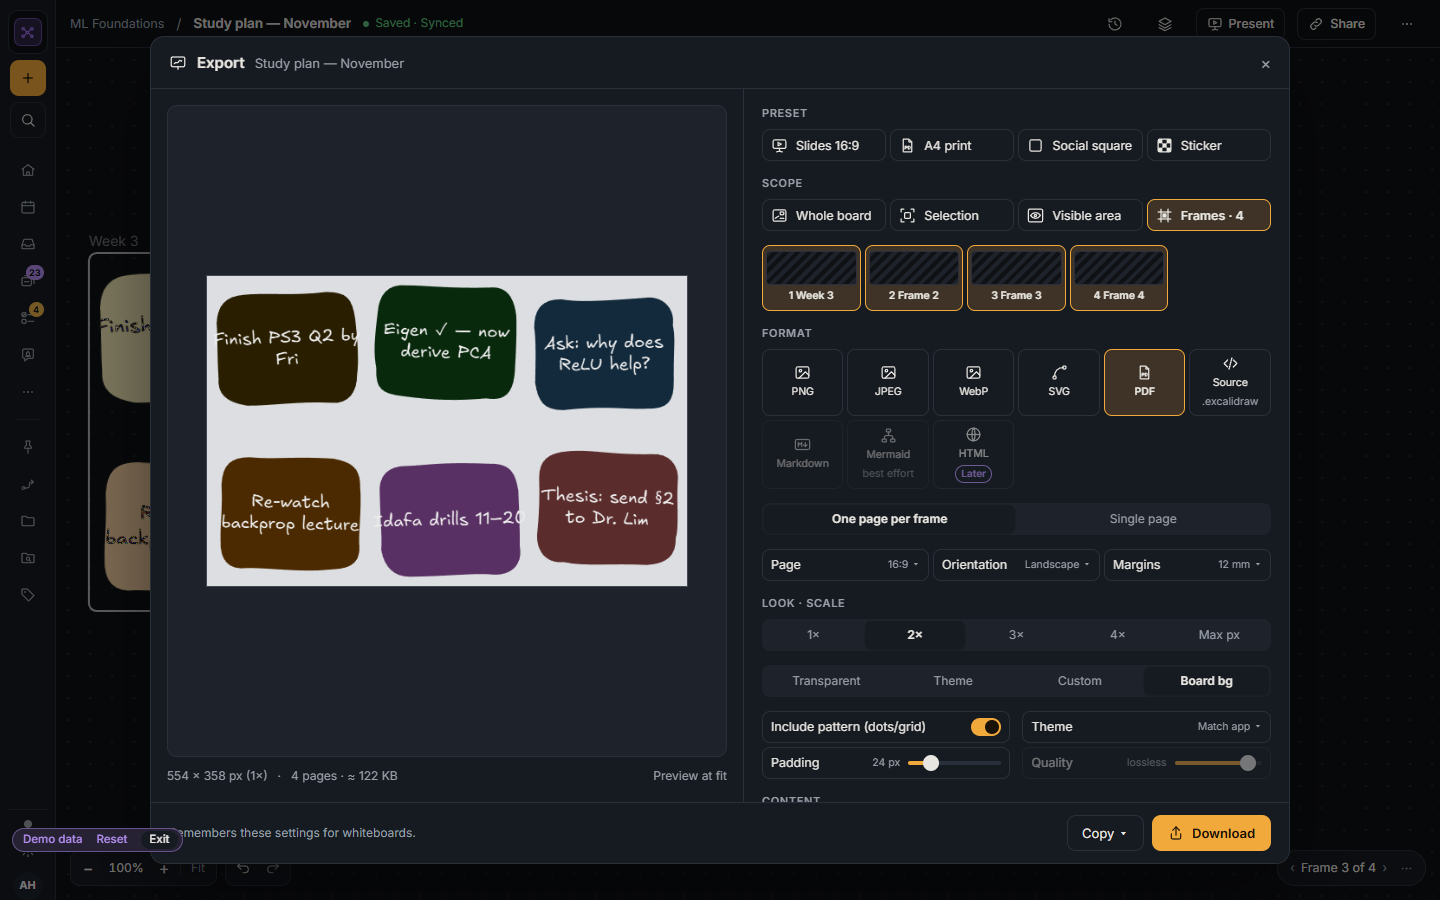 ML Foundations / Study plan — November Saved · Synced
Present
Share
Export Study plan — November
PRESET
Slides 16:9
A4 print
Social square
Sticker
SCOPE
Whole board
Selection
Visible area
Frames · 4
1 Week 3
2 Frame 2
3 Frame 3
4 Frame 4
FORMAT
PNG
JPEG
WebP
SVG
PDF
Source
.excalidraw
Markdown
Mermaid
best effort
HTML
Later
One page per frame
Single page
Page 16:9
Orientation Landscape
Margins 12 mm
LOOK · SCALE
1×
2×
3×
4×
Max px
Transparent
Theme
Custom
Board bg
Include pattern (dots/grid)
Theme Match app
Padding 24 px
Quality lossless
CONTENT
Finish PS3 Q2 by
Fri
Eigen ✓ — now
derive PCA
Ask: why does
ReLU help?
Re-watch
backprop lecture
Idafa drills 11–20
Thesis: send §2
to Dr. Lim
554 × 358 px (1×) · 4 pages · ≈ 122 KB
Preview at fit
emembers these settings for whiteboards.
Copy
Download
Week 3
Finish
back
23
4
Demo data Reset Exit
AH
− 100% + Fit
Frame 3 of 4